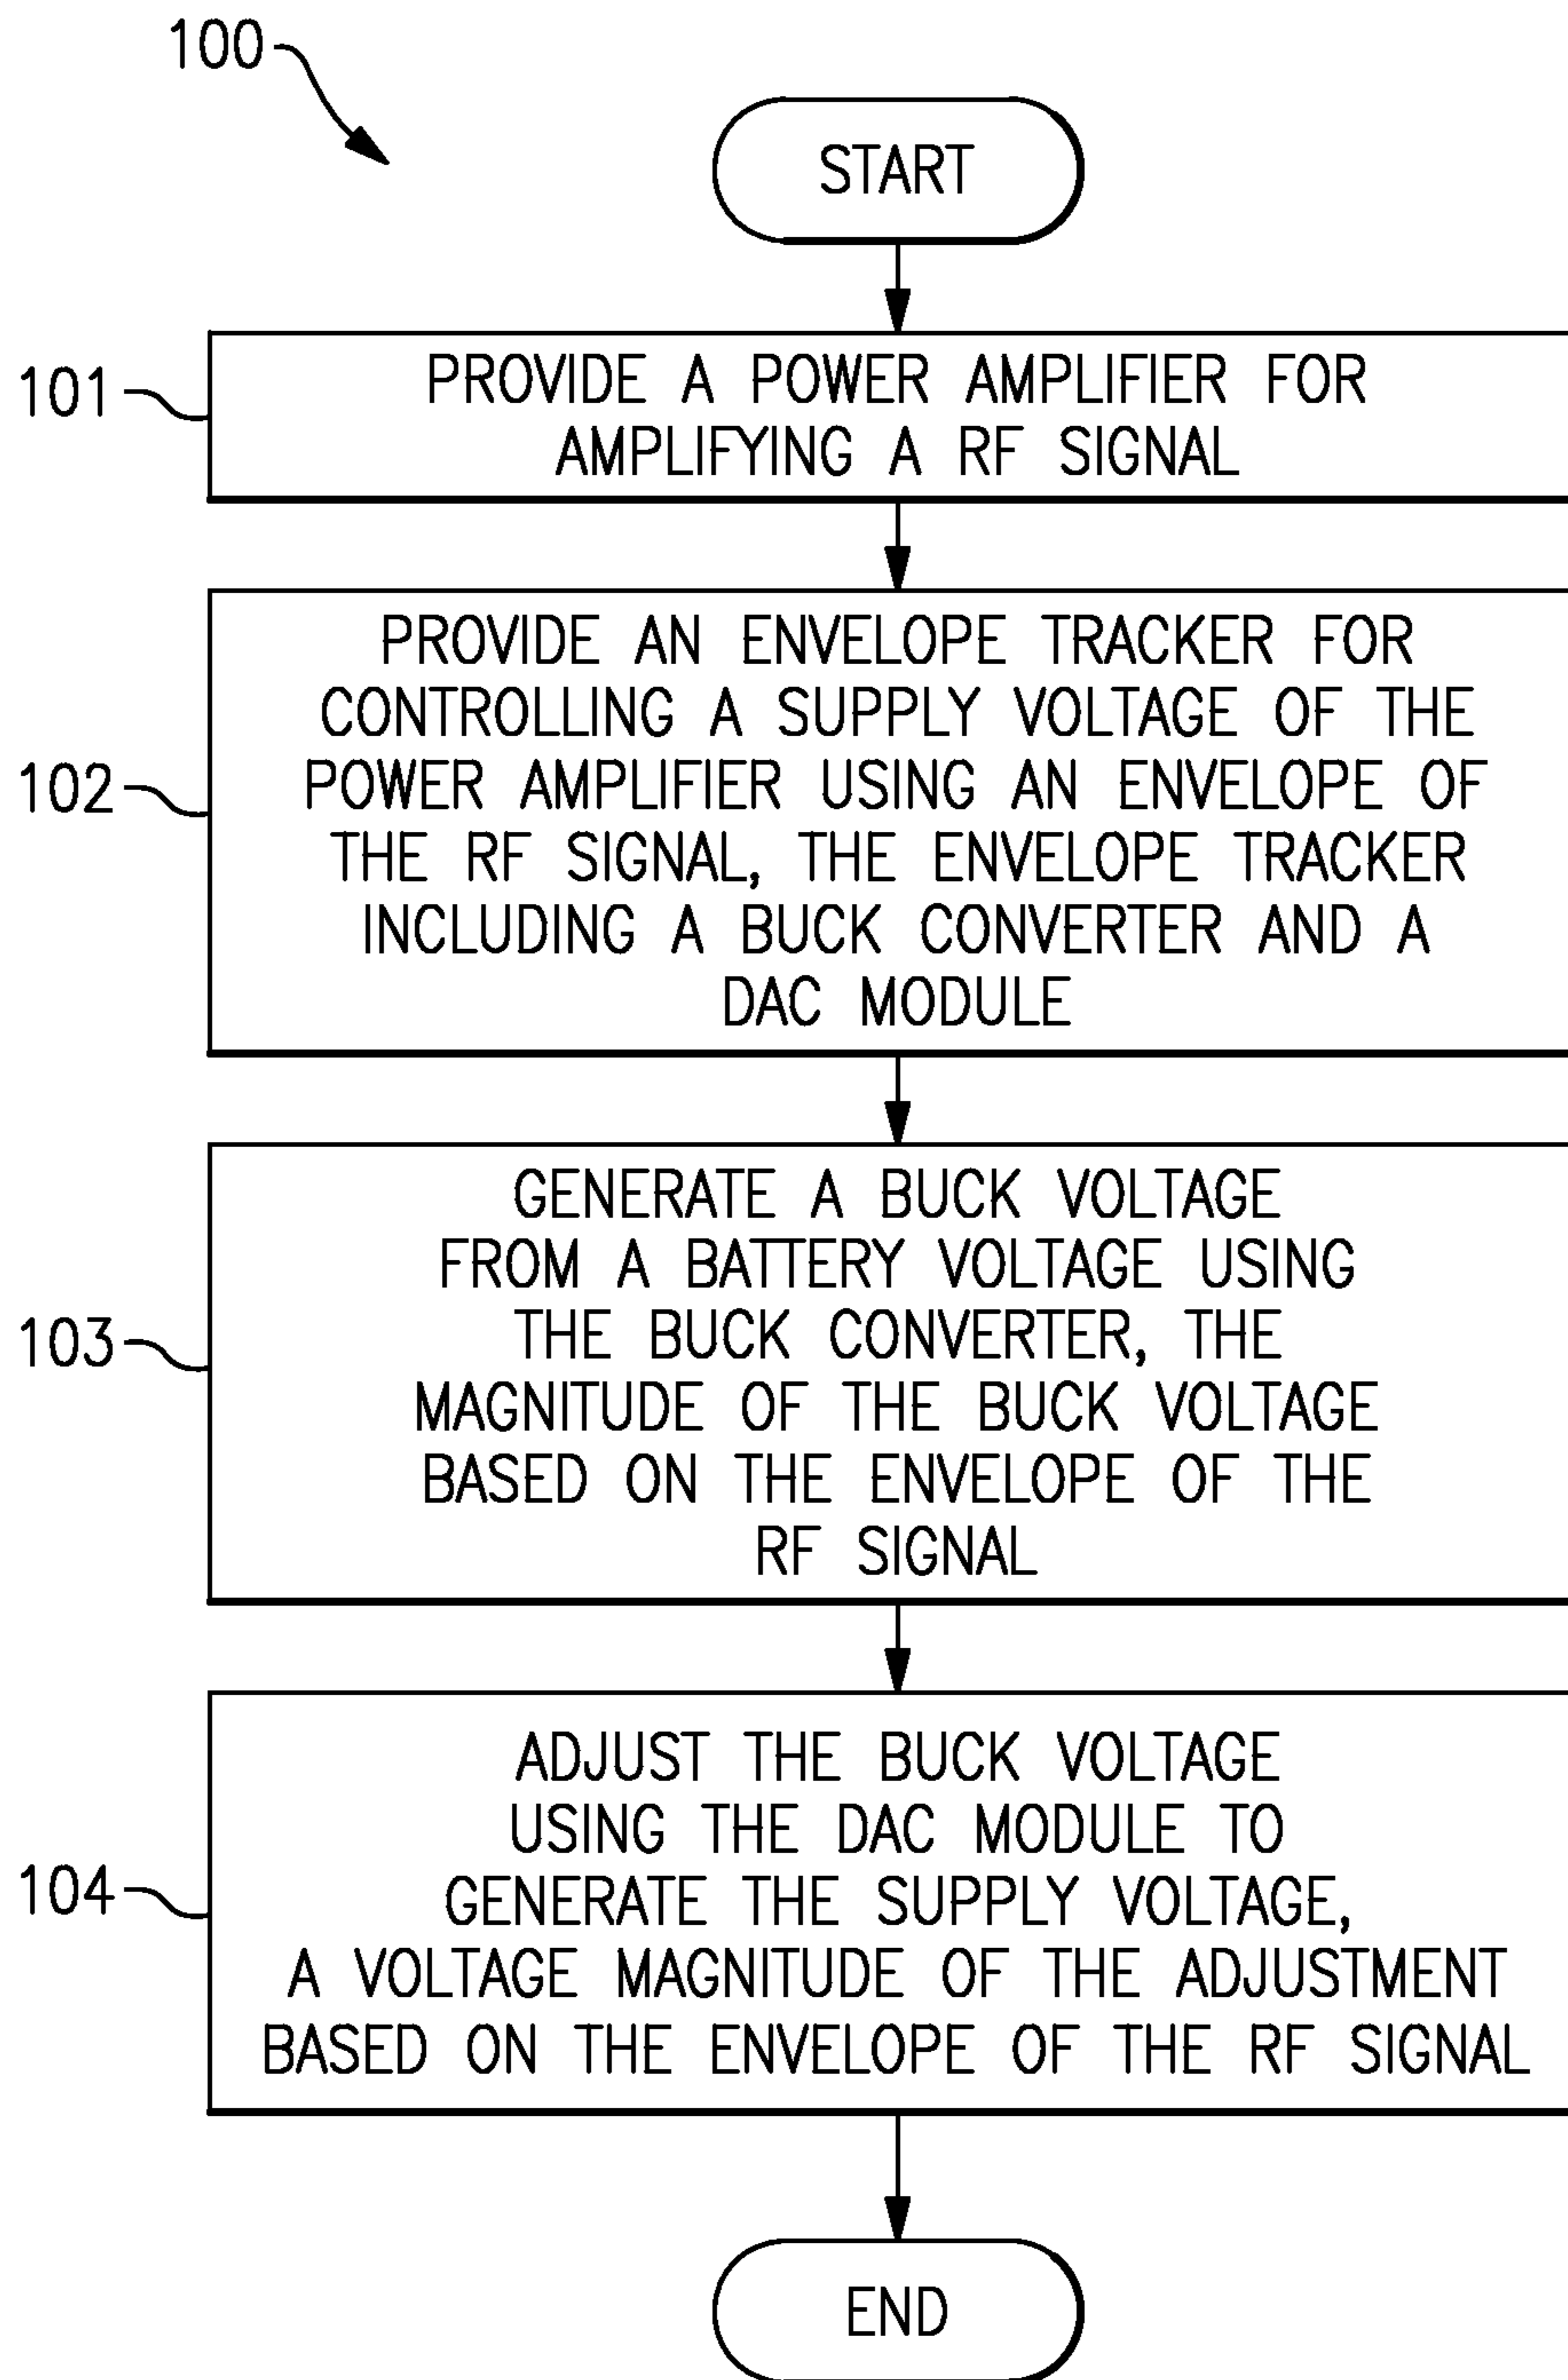 100
START
101
PROVIDE A POWER AMPLIFIER FOR
AMPLIFYING A RF SIGNAL
102
PROVIDE AN ENVELOPE TRACKER FOR
CONTROLLING A SUPPLY VOLTAGE OF THE
POWER AMPLIFIER USING AN ENVELOPE OF
THE RF SIGNAL, THE ENVELOPE TRACKER
INCLUDING A BUCK CONVERTER AND A
DAC MODULE
103
GENERATE A BUCK VOLTAGE
FROM A BATTERY VOLTAGE USING
THE BUCK CONVERTER, THE
MAGNITUDE OF THE BUCK VOLTAGE
BASED ON THE ENVELOPE OF THE
RF SIGNAL
104
ADJUST THE BUCK VOLTAGE
USING THE DAC MODULE TO
GENERATE THE SUPPLY VOLTAGE,
A VOLTAGE MAGNITUDE OF THE ADJUSTMENT
BASED ON THE ENVELOPE OF THE RF SIGNAL
END